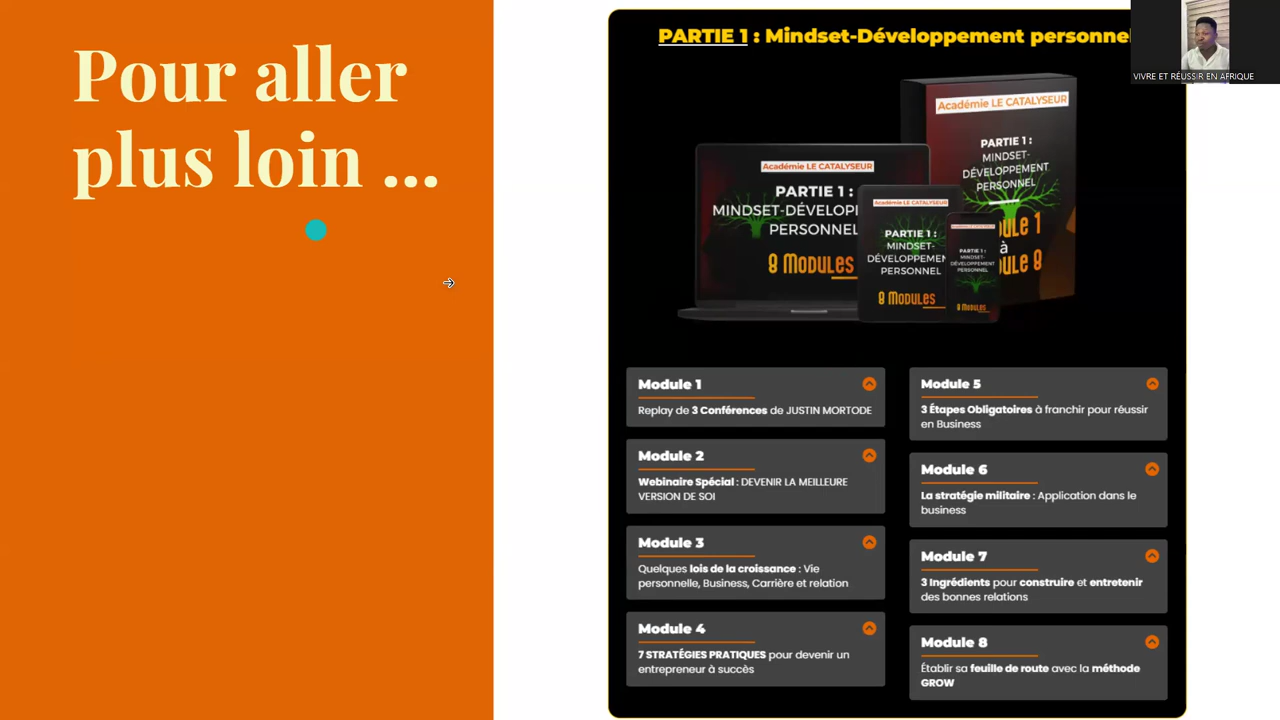 Pour aller
plus loin ...
PARTIE 1 : Mindset-Développement personnel
VIVRE ET RÉUSSIR EN AFRIQUE
Académie LE CATALYSEUR
PARTIE 1 :
MINDSET-
DÉVELOPPEMENT
PERSONNEL
à
Académie LE CATALYSEUR
PARTIE 1 :
PERSONNEL
8 MODULES
Académie LE CATALYSEUR
PARTIE 1 :
MINDSET-
PERSONNEL
8 MODULES
PARTIE 1 :
MINDSET-
DÉVELOPPEMENT
PERSONNEL
8 MODULES
Module 1
Replay de 3 Conférences de JUSTIN MORTODE
Module 2
Webinaire Spécial : DEVENIR LA MEILLEURE
VERSION DE SOI
Module 3
Quelques lois de la croissance : Vie
personnelle, Business, Carrière et relation
Module 4
7 STRATÉGIES PRATIQUES pour devenir un
entrepreneur à succès
Module 5
3 Étapes Obligatoires à franchir pour réussir
en Business
Module 6
La stratégie militaire : Application dans le
business
Module 7
3 Ingrédients pour construire et entretenir
des bonnes relations
Module 8
Établir sa feuille de route avec la méthode
GROW